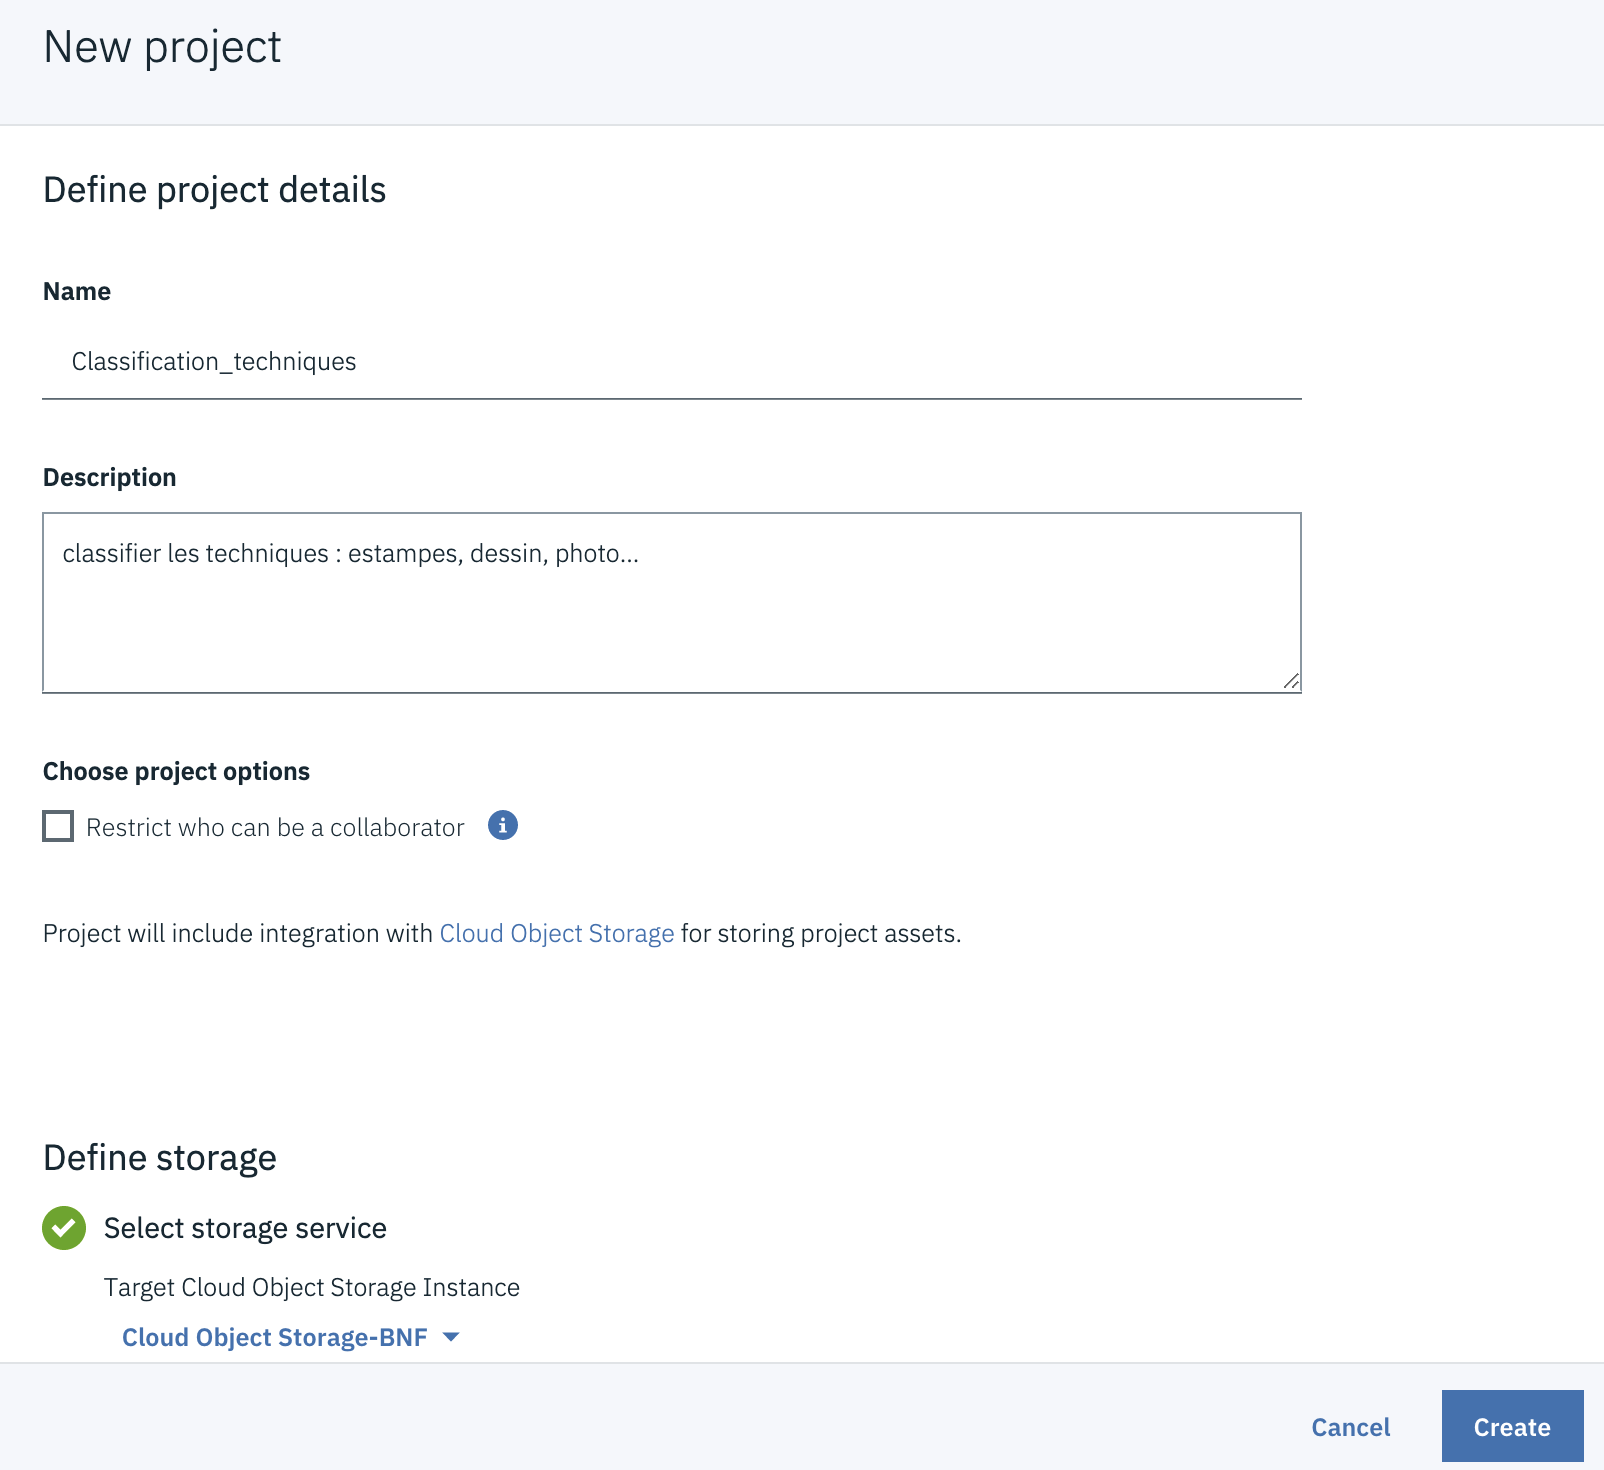 New project
Define project details
Name
Classification_techniques
Description
classifier les techniques : estampes, dessin, photo...
Choose project options
Restrict who can be a collaborator
Project will include integration with Cloud Object Storage for storing project assets.
Define storage
Select storage service
Target Cloud Object Storage Instance
Cloud Object Storage-BNF
Cancel Create